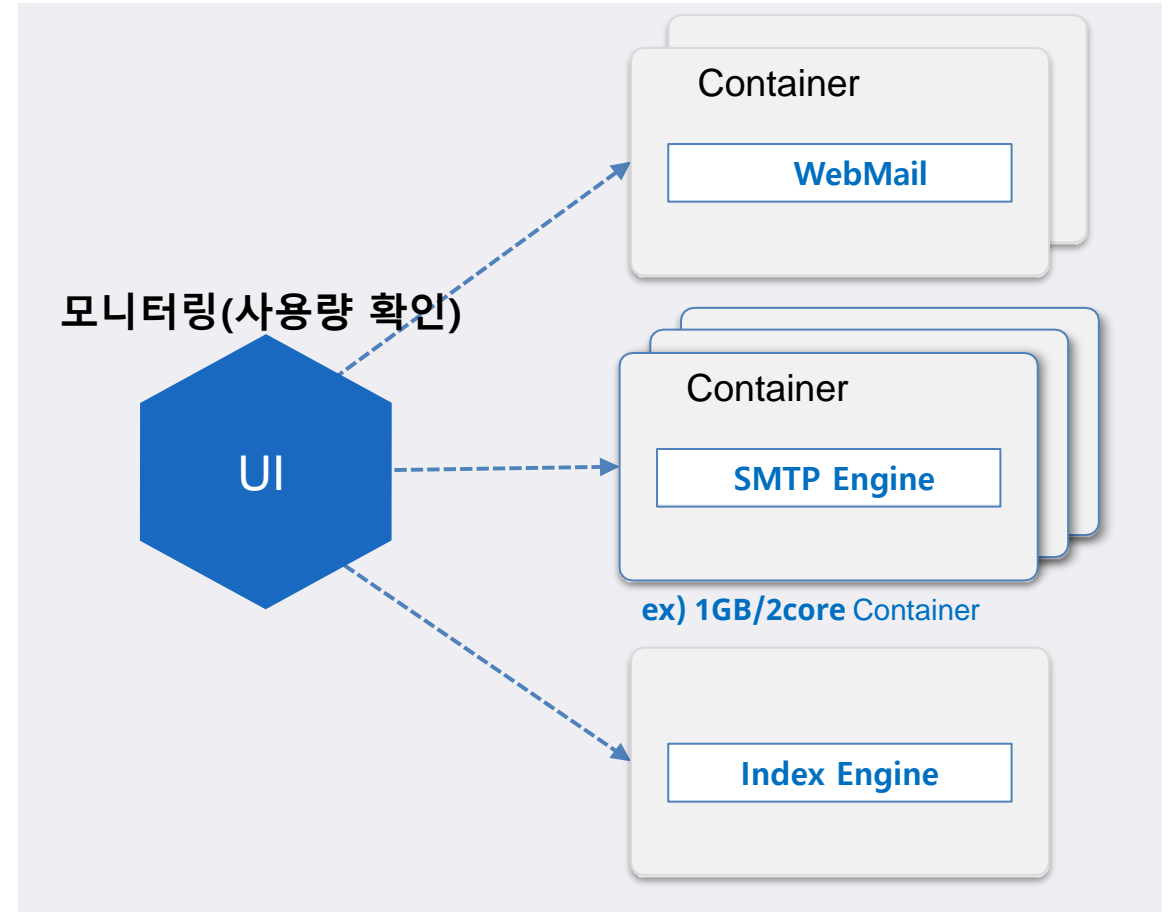 Container
WebMail
모니터링(사용량 확인)
UI
Container
SMTP Engine
ex) 1GB/2core Container
Index Engine